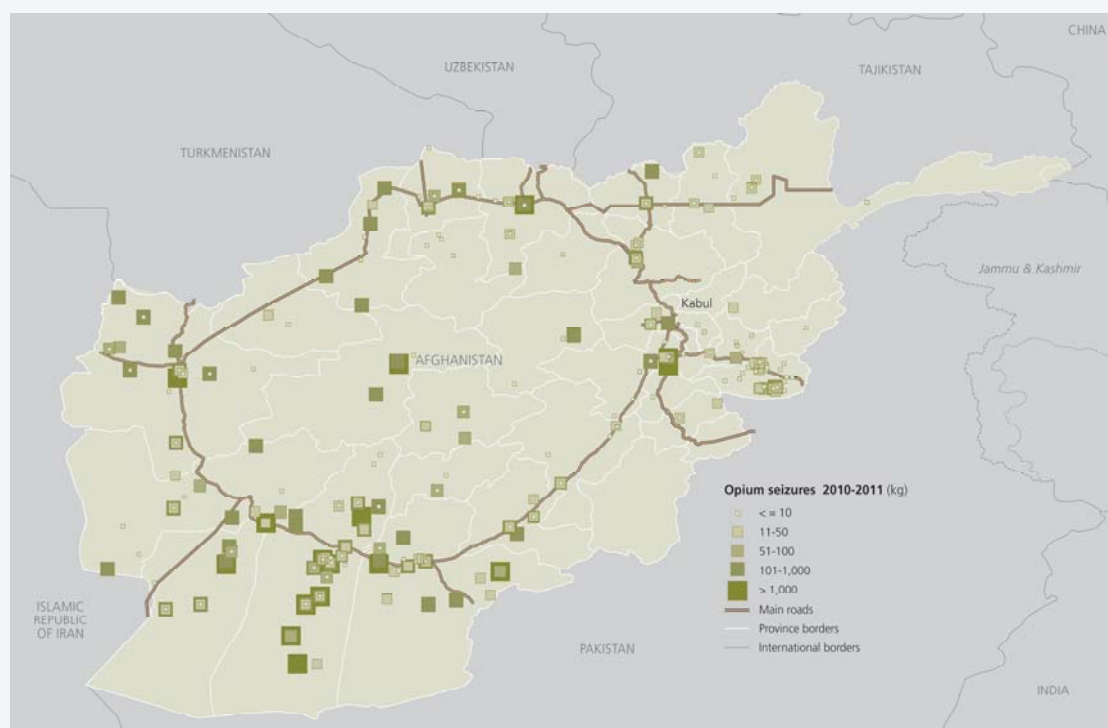 CHINA
UZBEKISTAN
TAJIKISTAN
TURKMENISTAN
Jammu & Kashmir
Kabul
AFGHANISTAN
Opium seizures 2010-2011 (kg)
< = 10
11-50
51-100
101-1,000
> 1,000
Main roads
Province borders
International borders
ISLAMIC
REPUBLIC
OF IRAN
PAKISTAN
INDIA